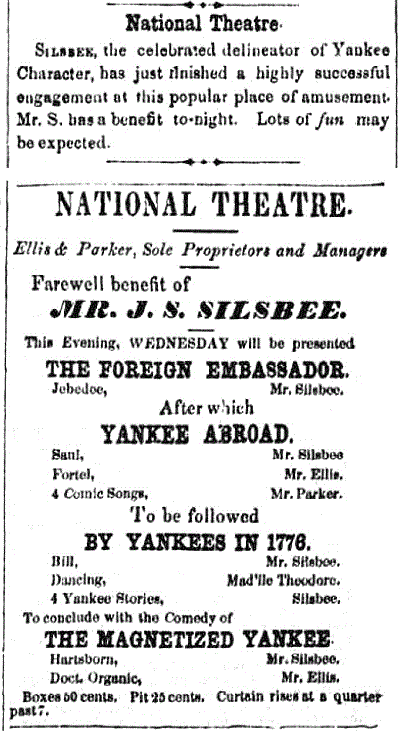 National Theatre.
SILSBEE, the celebrated delineator of Yankee
Character, has just finished a highly successful
engagement at this popular place of amusement.
Mr. S. has a benefit to-night. Lots of fun may
be expected.
NATIONAL THEATRE.
Ellis & Parker, Sole Proprietors and Managers
Farewell benefit of
MR. J. S. SILSBEE.
This Evening, WEDNESDAY will be presented
THE FOREIGN EMBASSADOR.
Jebedee, Mr. Silsbee.
After which
YANKEE ABROAD.
Saul, Mr. Silsbee
Fortel, Mr. Ellis.
4 Comic Songs, Mr. Parker.
To be followed
BY YANKEES IN 1776.
Bill, Mr. Silsbee.
Dancing, Mad'lle Theodore.
4 Yankee Stories, Silsbee.
To conclude with the Comedy of
THE MAGNETIZED YANKEE.
Hartsborn, Mr. Silsbee.
Doct. Organic, Mr. Ellis.
Boxes 50 cents. Pit 25 cents. Curtain rises at a quarter
past 7.